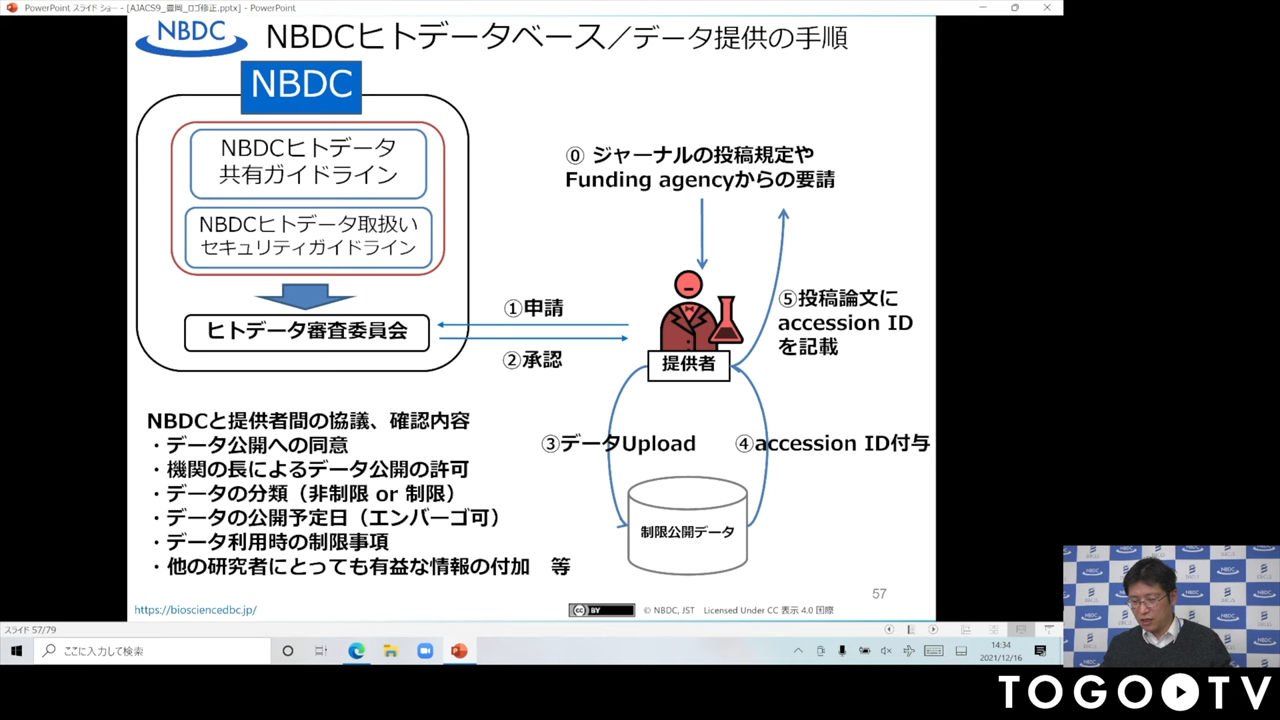 PowerPoint スライド ショー - [AJACS9_豊岡_ロゴ修正.pptx] - PowerPoint
NBDC
NBDCヒトデータベース／データ提供の手順
NBDC
NBDCヒトデータ
共有ガイドライン
NBDCヒトデータ取扱い
セキュリティガイドライン
ヒトデータ審査委員会
⓪ ジャーナルの投稿規定や
Funding agencyからの要請
①申請
②承認
提供者
⑤投稿論文に
accession ID
を記載
③データUpload
④accession ID付与
制限公開データ
NBDCと提供者間の協議、確認内容
・データ公開への同意
・機関の長によるデータ公開の許可
・データの分類（非制限 or 制限）
・データの公開予定日（エンバーゴ可）
・データ利用時の制限事項
・他の研究者にとっても有益な情報の付加　等
57
https://biosciencedbc.jp/
(cc) BY
© NBDC, JST　Licensed Under CC 表示 4.0 国際
スライド 57/79
ここに入力して検索
14:34
2021/12/16
NBDC
NBDC
NBDC
TOGO TV